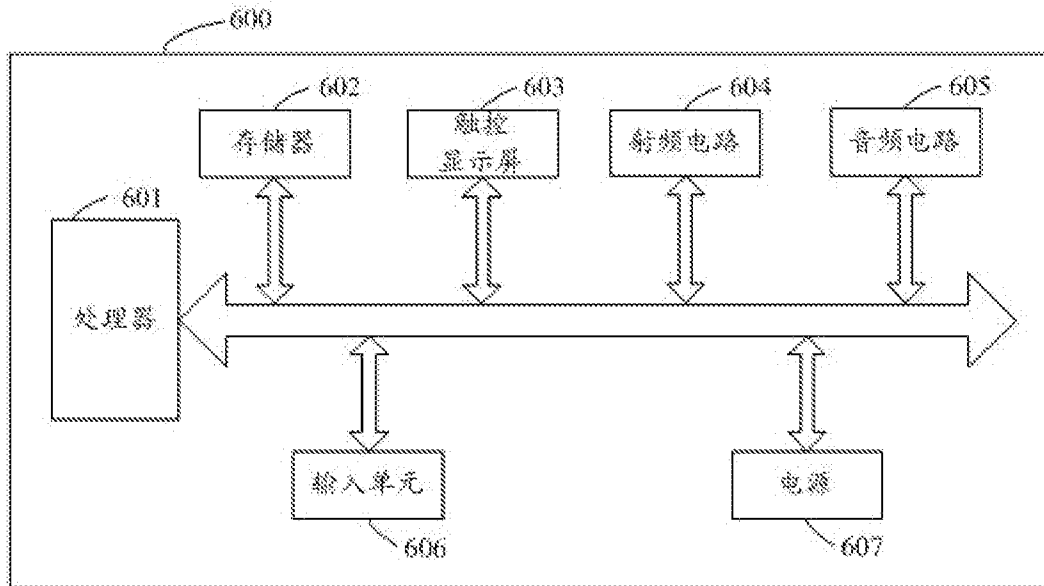 600
602
603
604
605
存储器
触控
显示屏
射频电路
音频电路
601
处理器
输入单元
电源
606
607